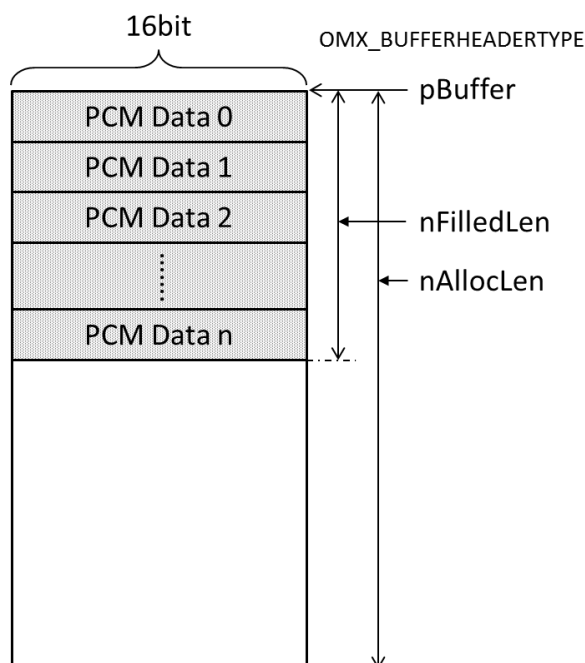 16bit
OMX_BUFFERHEADERTYPE
pBuffer
PCM Data 0
PCM Data 1
PCM Data 2
nFilledLen
nAllocLen
PCM Data n